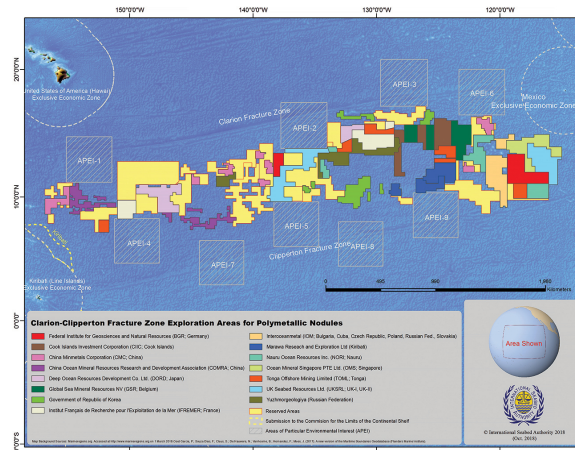 150°0'0"W 140°0'0"W 130°0'0"W 120°0'0"W
20°0'0"N
United States of America (Hawaii)
Exclusive Economic Zone
APEI-3
APEI-6
Mexico
Exclusive Economic Zone
Clarion Fracture Zone
APEI-2
APEI-1
10°0'0"N
APEI-4
APEI-5
APEI-9
APEI-7
APEI-8
Clipperton Fracture Zone
Kiribati
Kiribati (Line Islands)
Exclusive Economic Zone
0 495 990 1,980
Kilometers
0°0'0"
Clarion-Clipperton Fracture Zone Exploration Areas for Polymetallic Nodules
Federal Institute for Geosciences and Natural Resources (BGR; Germany)
Cook Islands Investment Corporation (CIIC; Cook Islands)
China Minmetals Corporation (CMC; China)
China Ocean Mineral Resources Research and Development Association (COMRA; China)
Deep Ocean Resources Development Co. Ltd. (DORD; Japan)
Global Sea Mineral Resources NV (GSR; Belgium)
Government of Republic of Korea
Institut Français de Recherche pour l'Exploitation de la Mer (IFREMER; France)
Interoceanmetal (IOM; Bulgaria, Cuba, Czech Republic, Poland, Russian Fed., Slovakia)
Marawa Research and Exploration Ltd (Kiribati)
Nauru Ocean Resources Inc. (NORI; Nauru)
Ocean Mineral Singapore PTE Ltd. (OMS; Singapore)
Tonga Offshore Mining Limited (TOML; Tonga)
UK Seabed Resources Ltd. (UKSRL, UK-I, UK-II)
Yuzhmorgeologiya (Russian Federation)
Reserved Areas
Submission to the Commission for the Limits of the Continental Shelf
Areas of Particular Environmental Interest (APEI)
Area Shown
INTERNATIONAL SEABED AUTHORITY
© International Seabed Authority 2018
(Oct. 2018)